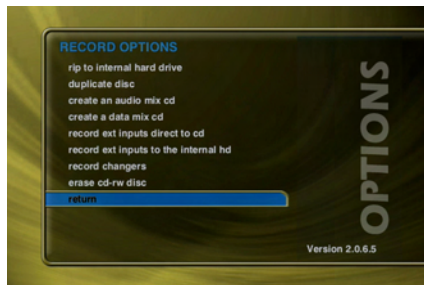 RECORD OPTIONS
rip to internal hard drive
duplicate disc
create an audio mix cd
create a data mix cd
record ext inputs direct to cd
record ext inputs to the internal hd
record changers
erase cd-rw disc
return
OPTIONS
Version 2.0.6.5